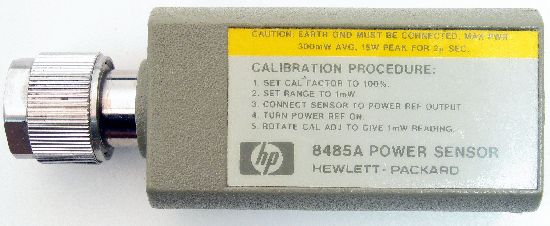 CAUTION, EARTH GND MUST BE CONNECTED, MAX PWR
300mW AVG, 15W PEAK FOR 2µ SEC.
CALIBRATION PROCEDURE:
1. SET CAL FACTOR TO 100%.
2. SET RANGE TO 1mW.
3. CONNECT SENSOR TO POWER REF OUTPUT
4. TURN POWER REF ON.
5. ROTATE CAL ADJ TO GIVE 1mW READING.
hp
8485A POWER SENSOR
HEWLETT-PACKARD